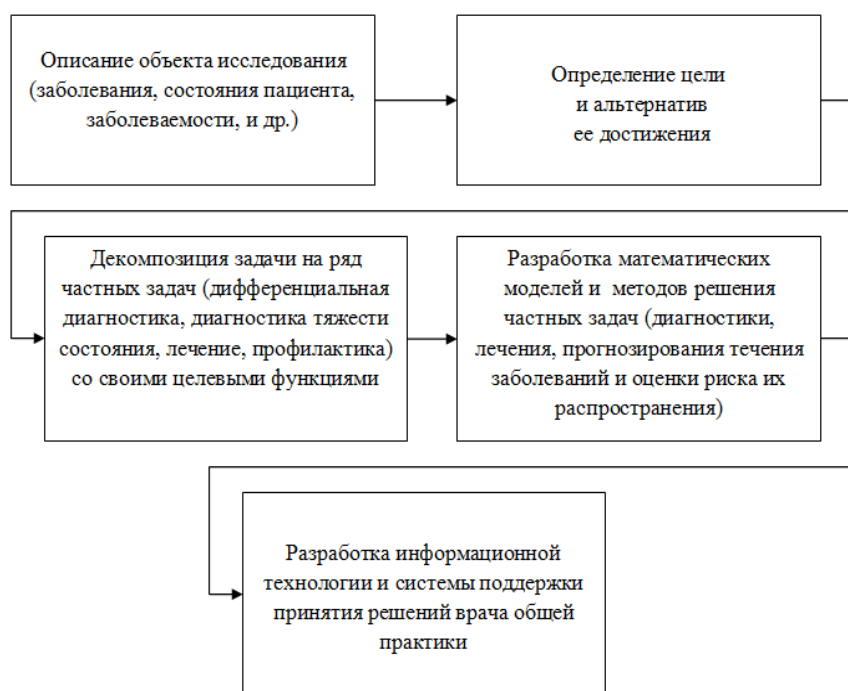 Описание объекта исследования
(заболевания, состояния пациента,
заболеваемости, и др.)
Определение цели
и альтернатив
ее достижения
Декомпозиция задачи на ряд
частных задач (дифференциальная
диагностика, диагностика тяжести
состояния, лечение, профилактика)
со своими целевыми функциями
Разработка математических
моделей и методов решения
частных задач (диагностики,
лечения, прогнозирования течения
заболеваний и оценки риска их
распространения)
Разработка информационной
технологии и системы поддержки
принятия решений врача общей
практики